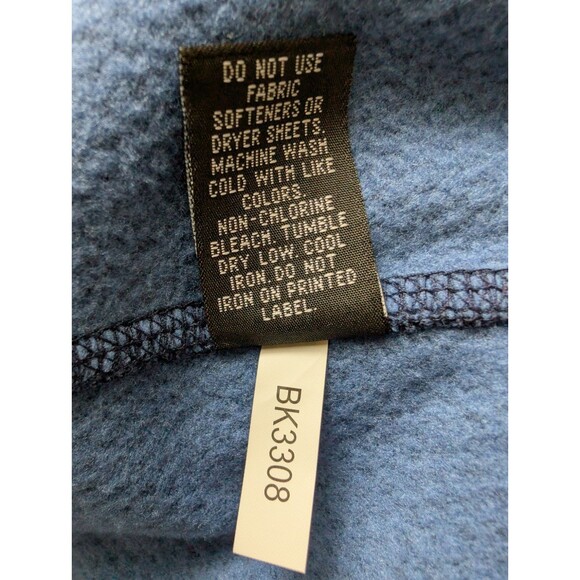 DO NOT USE
FABRIC
SOFTENERS OR
DRYER SHEETS.
MACHINE WASH
COLD WITH LIKE
COLORS.
NON-CHLORINE
BLEACH. TUMBLE
DRY LOW. COOL
IRON. DO NOT
IRON ON PRINTED
LABEL.
BK3308